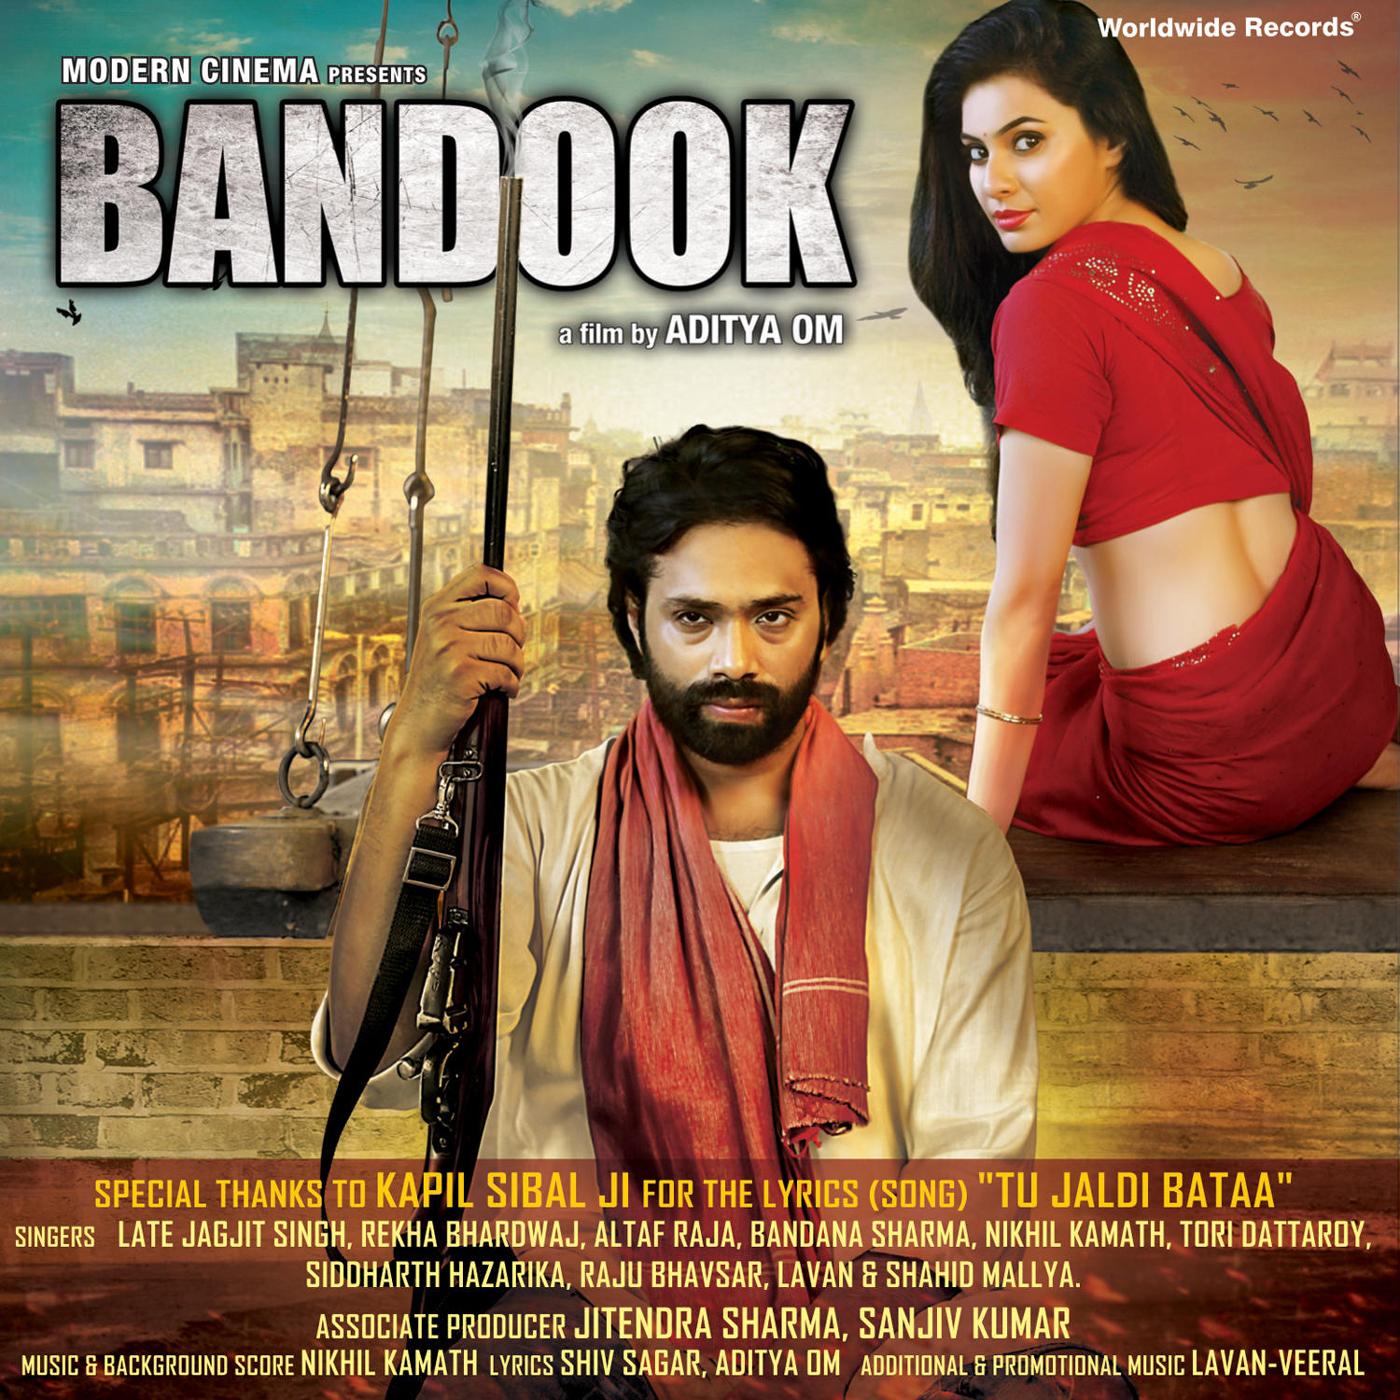 Worldwide Records®
MODERN CINEMA PRESENTS
BANDOOK
a film by ADITYA OM
SPECIAL THANKS TO KAPIL SIBAL JI FOR THE LYRICS (SONG) "TU JALDI BATAA"
SINGERS LATE JAGJIT SINGH, REKHA BHARDWAJ, ALTAF RAJA, BANDANA SHARMA, NIKHIL KAMATH, TORI DATTAROY,
SIDDHARTH HAZARIKA, RAJU BHAVSAR, LAVAN & SHAHID MALLYA.
ASSOCIATE PRODUCER JITENDRA SHARMA, SANJIV KUMAR
MUSIC & BACKGROUND SCORE NIKHIL KAMATH LYRICS SHIV SAGAR, ADITYA OM ADDITIONAL & PROMOTIONAL MUSIC LAVAN-VEERAL